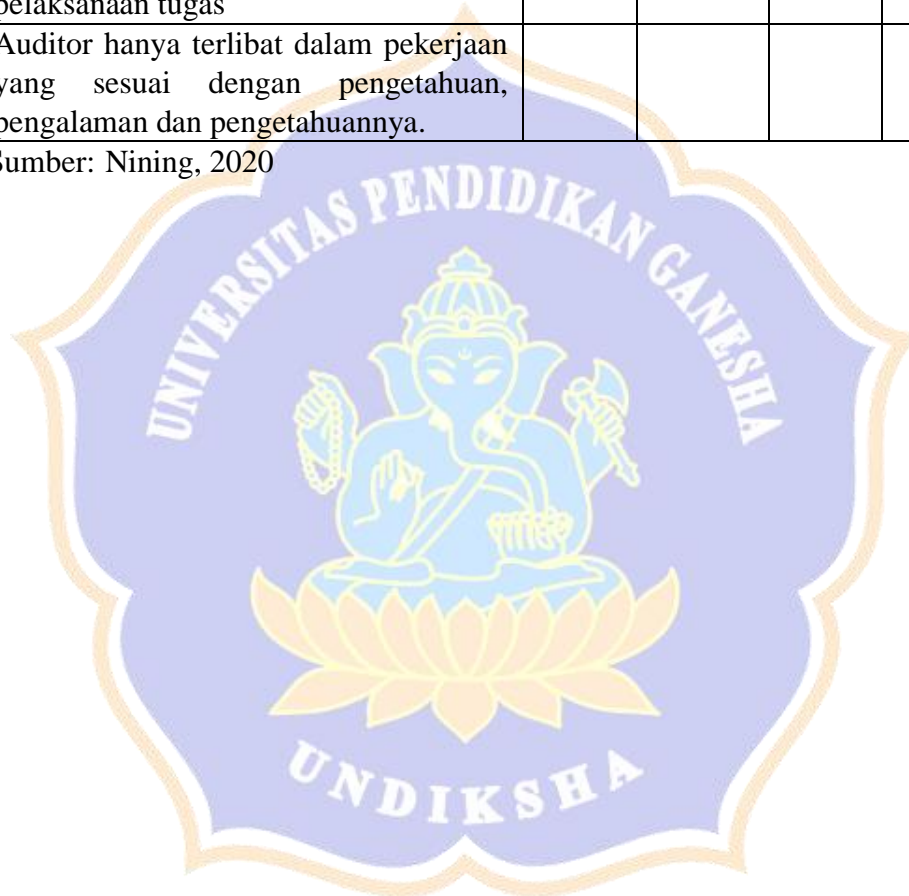 pelaksanaan tugas
Auditor hanya terlibat dalam pekerjaan
yang sesuai dengan pengetahuan,
pengalaman dan pengetahuannya.
Sumber: Nining, 2020
UNIVERSITAS PENDIDIKAN GANESHA
UNDIKSHA